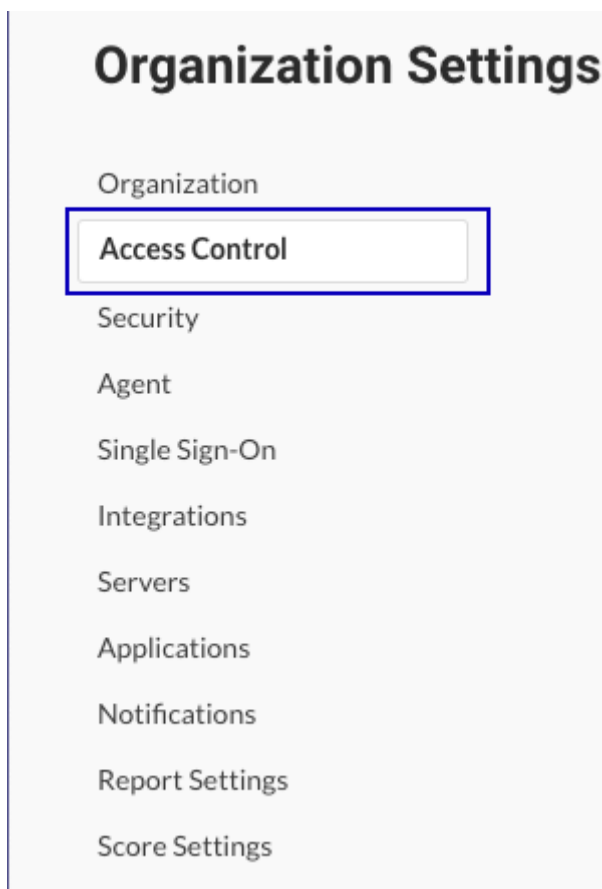 Organization Settings
Organization
Access Control
Security
Agent
Single Sign-On
Integrations
Servers
Applications
Notifications
Report Settings
Score Settings